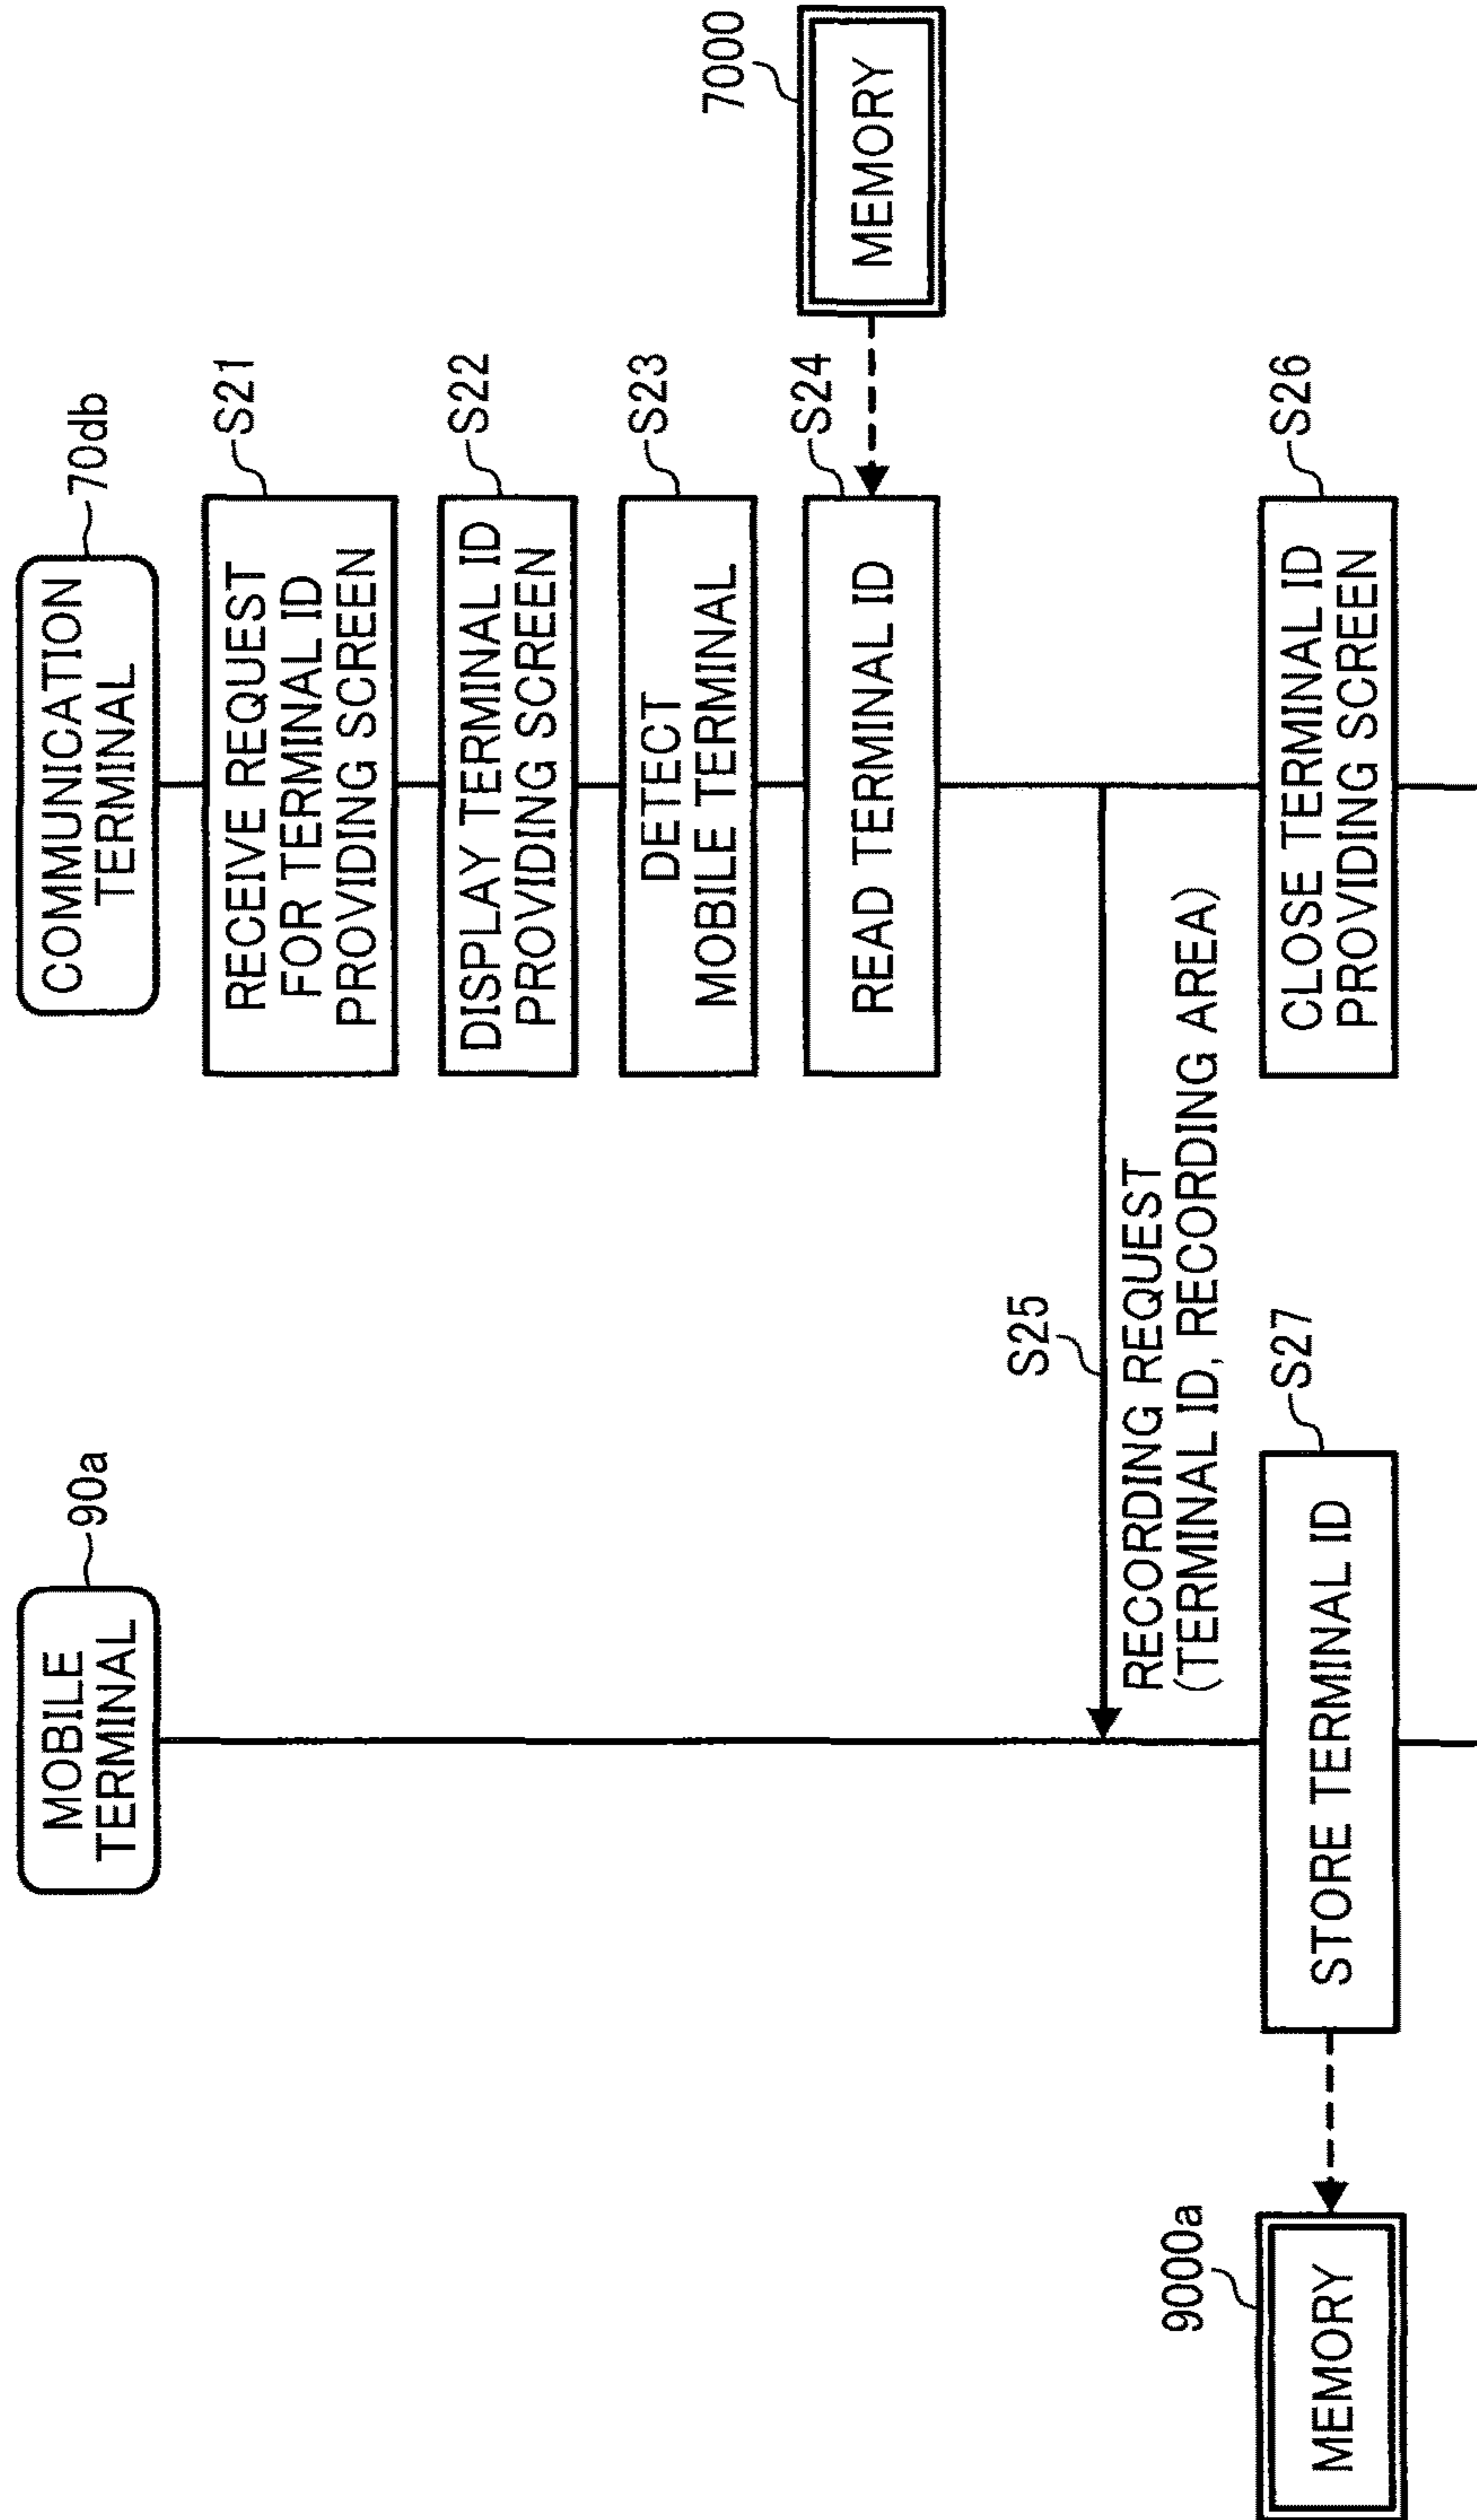 MOBILE
TERMINAL
90a
COMMUNICATION
TERMINAL
70db
RECEIVE REQUEST
FOR TERMINAL ID
PROVIDING SCREEN
S21
DISPLAY TERMINAL ID
PROVIDING SCREEN
S22
DETECT
MOBILE TERMINAL
S23
READ TERMINAL ID
S24
7000
MEMORY
S25
RECORDING REQUEST
(TERMINAL ID, RECORDING AREA)
CLOSE TERMINAL ID
PROVIDING SCREEN
S26
STORE TERMINAL ID
S27
9000a
MEMORY